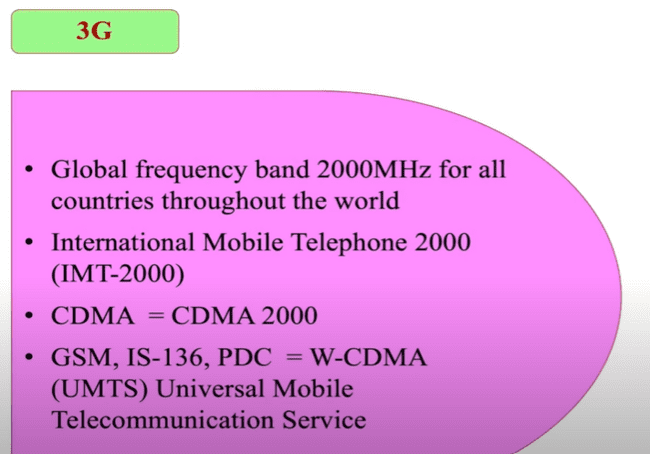 3G
• Global frequency band 2000MHz for all
countries throughout the world
• International Mobile Telephone 2000
(IMT-2000)
• CDMA = CDMA 2000
• GSM, IS-136, PDC = W-CDMA
(UMTS) Universal Mobile
Telecommunication Service